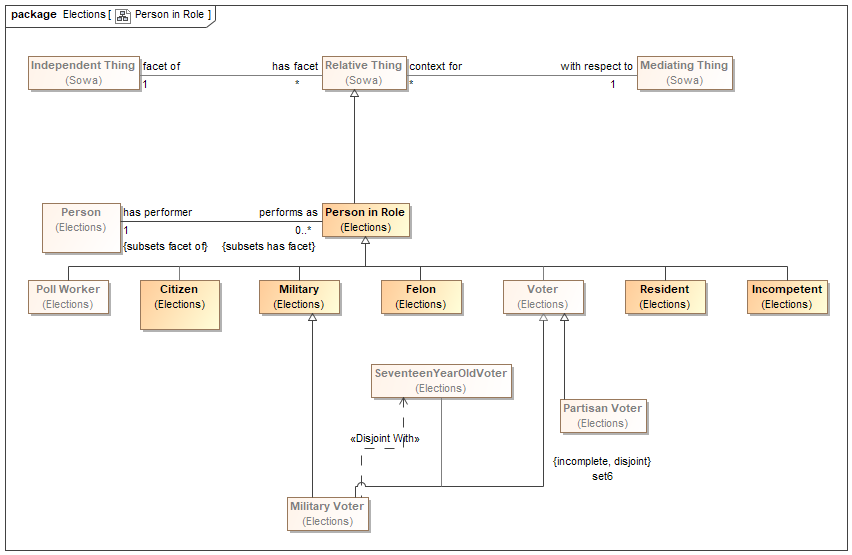 package Elections [ Person in Role ]
Independent Thing
(Sowa)
facet of
has facet
1
*
Relative Thing
(Sowa)
context for
with respect to
*
1
Mediating Thing
(Sowa)
Person
(Elections)
has performer
performs as
1
0..*
{subsets facet of}
{subsets has facet}
Person in Role
(Elections)
Poll Worker
(Elections)
Citizen
(Elections)
Military
(Elections)
Felon
(Elections)
Voter
(Elections)
Resident
(Elections)
Incompetent
(Elections)
SeventeenYearOldVoter
(Elections)
Partisan Voter
(Elections)
«Disjoint With»
{incomplete, disjoint}
set6
Military Voter
(Elections)